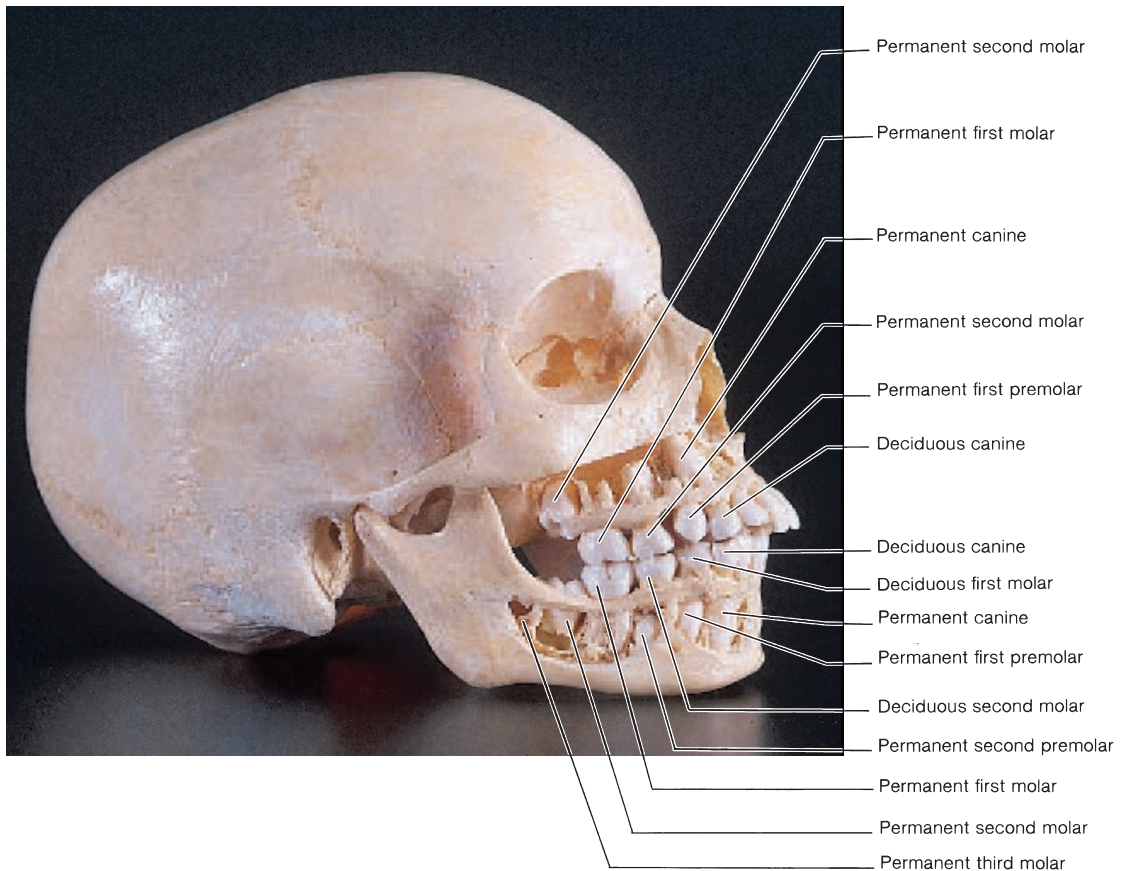 Permanent second molar
Permanent first molar
Permanent canine
Permanent second molar
Permanent first premolar
Deciduous canine
Deciduous canine
Deciduous first molar
Permanent canine
Permanent first premolar
Deciduous second molar
Permanent second premolar
Permanent first molar
Permanent second molar
Permanent third molar